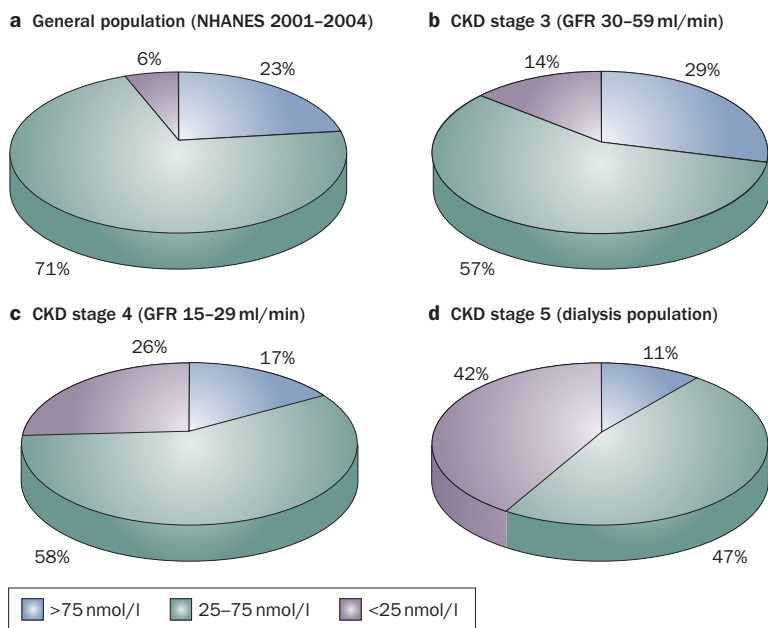 a General population (NHANES 2001–2004)
6%
23%
71%
b CKD stage 3 (GFR 30–59 ml/min)
14%
29%
57%
c CKD stage 4 (GFR 15–29 ml/min)
26%
17%
58%
d CKD stage 5 (dialysis population)
42%
11%
47%
>75 nmol/l 25–75 nmol/l <25 nmol/l